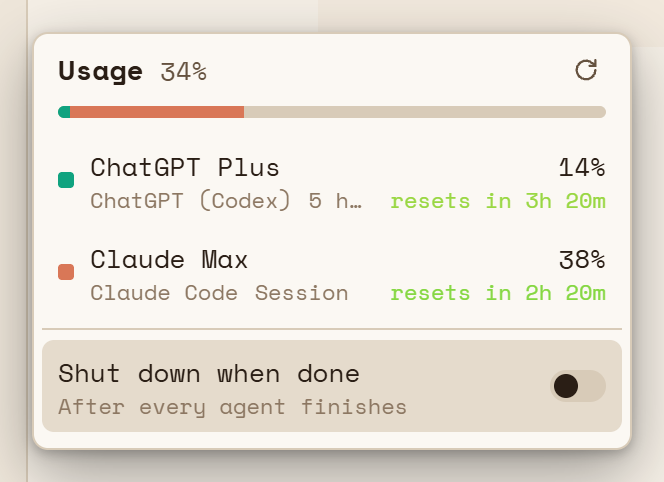 Usage 34%
ChatGPT Plus 14%
ChatGPT (Codex) 5 h… resets in 3h 20m
Claude Max 38%
Claude Code Session resets in 2h 20m
Shut down when done
After every agent finishes